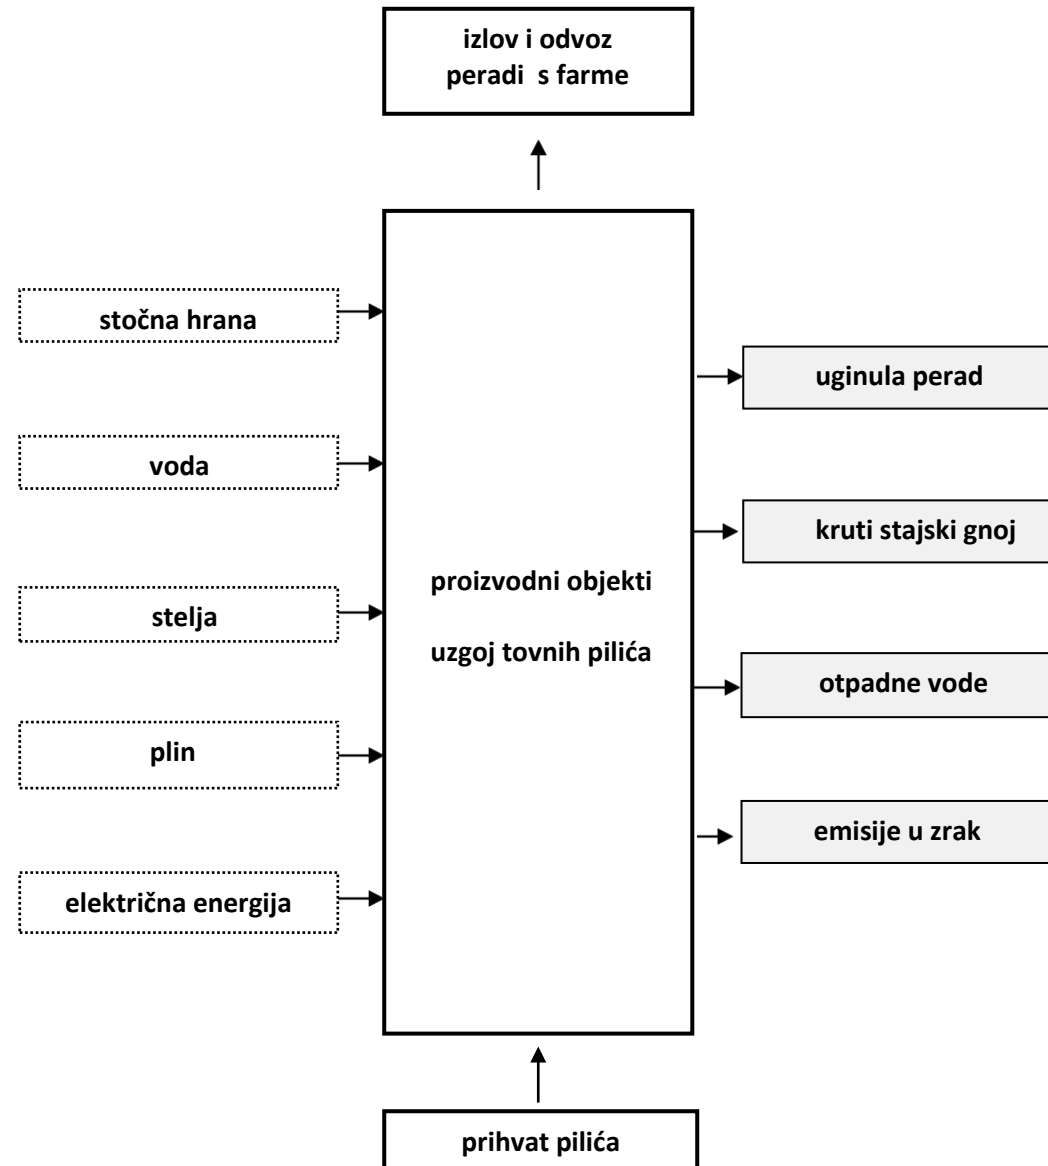 izlov i odvoz
peradi s farme
stočna hrana
voda
stelja
plin
električna energija
proizvodni objekti
uzgoj tovnih pilića
uginula perad
kruti stajski gnoj
otpadne vode
emisije u zrak
prihvat pilića